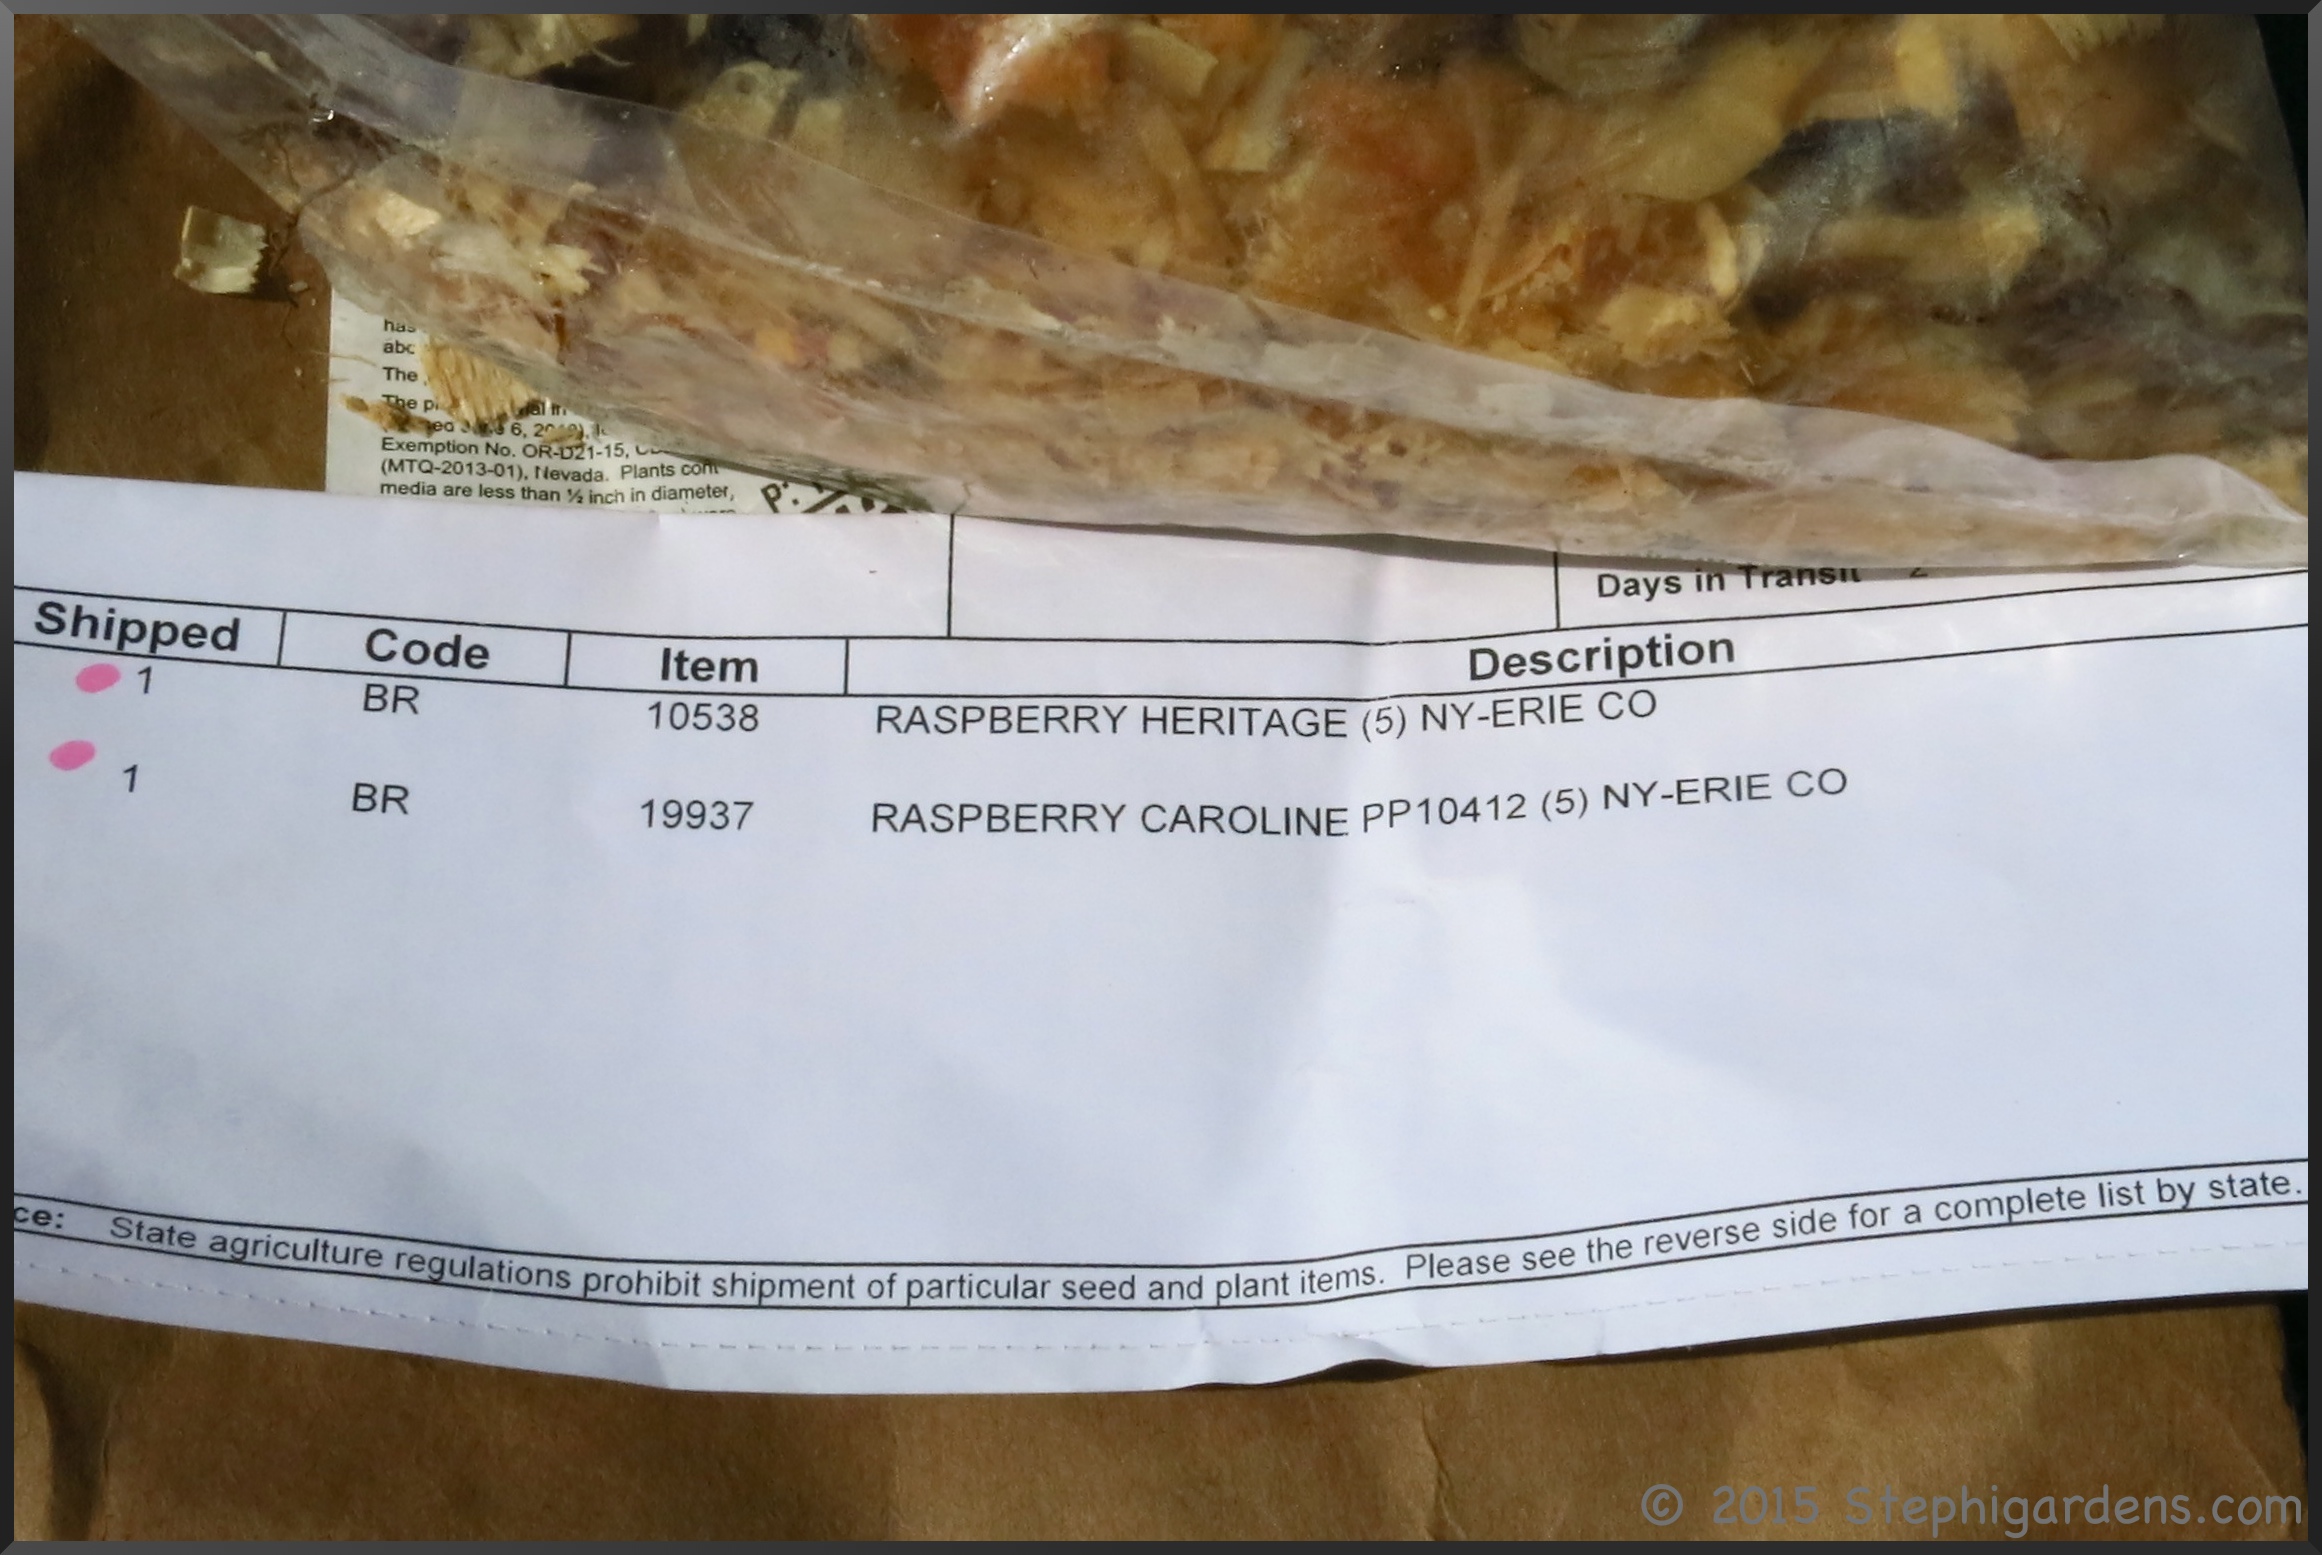 has
abc
The
The
6,
Exemption No. OR-D21-15,
(MTQ-2013-01), Nevada. Plants
media are less than ½ inch in diameter,
P:
Days in Transit
Shipped Code Item Description
1 BR 10538 RASPBERRY HERITAGE (5) NY-ERIE CO
1 BR 19937 RASPBERRY CAROLINE PP10412 (5) NY-ERIE CO
ce: State agriculture regulations prohibit shipment of particular seed and plant items. Please see the reverse side for a complete list by state.
© 2015 Stephigardens.com